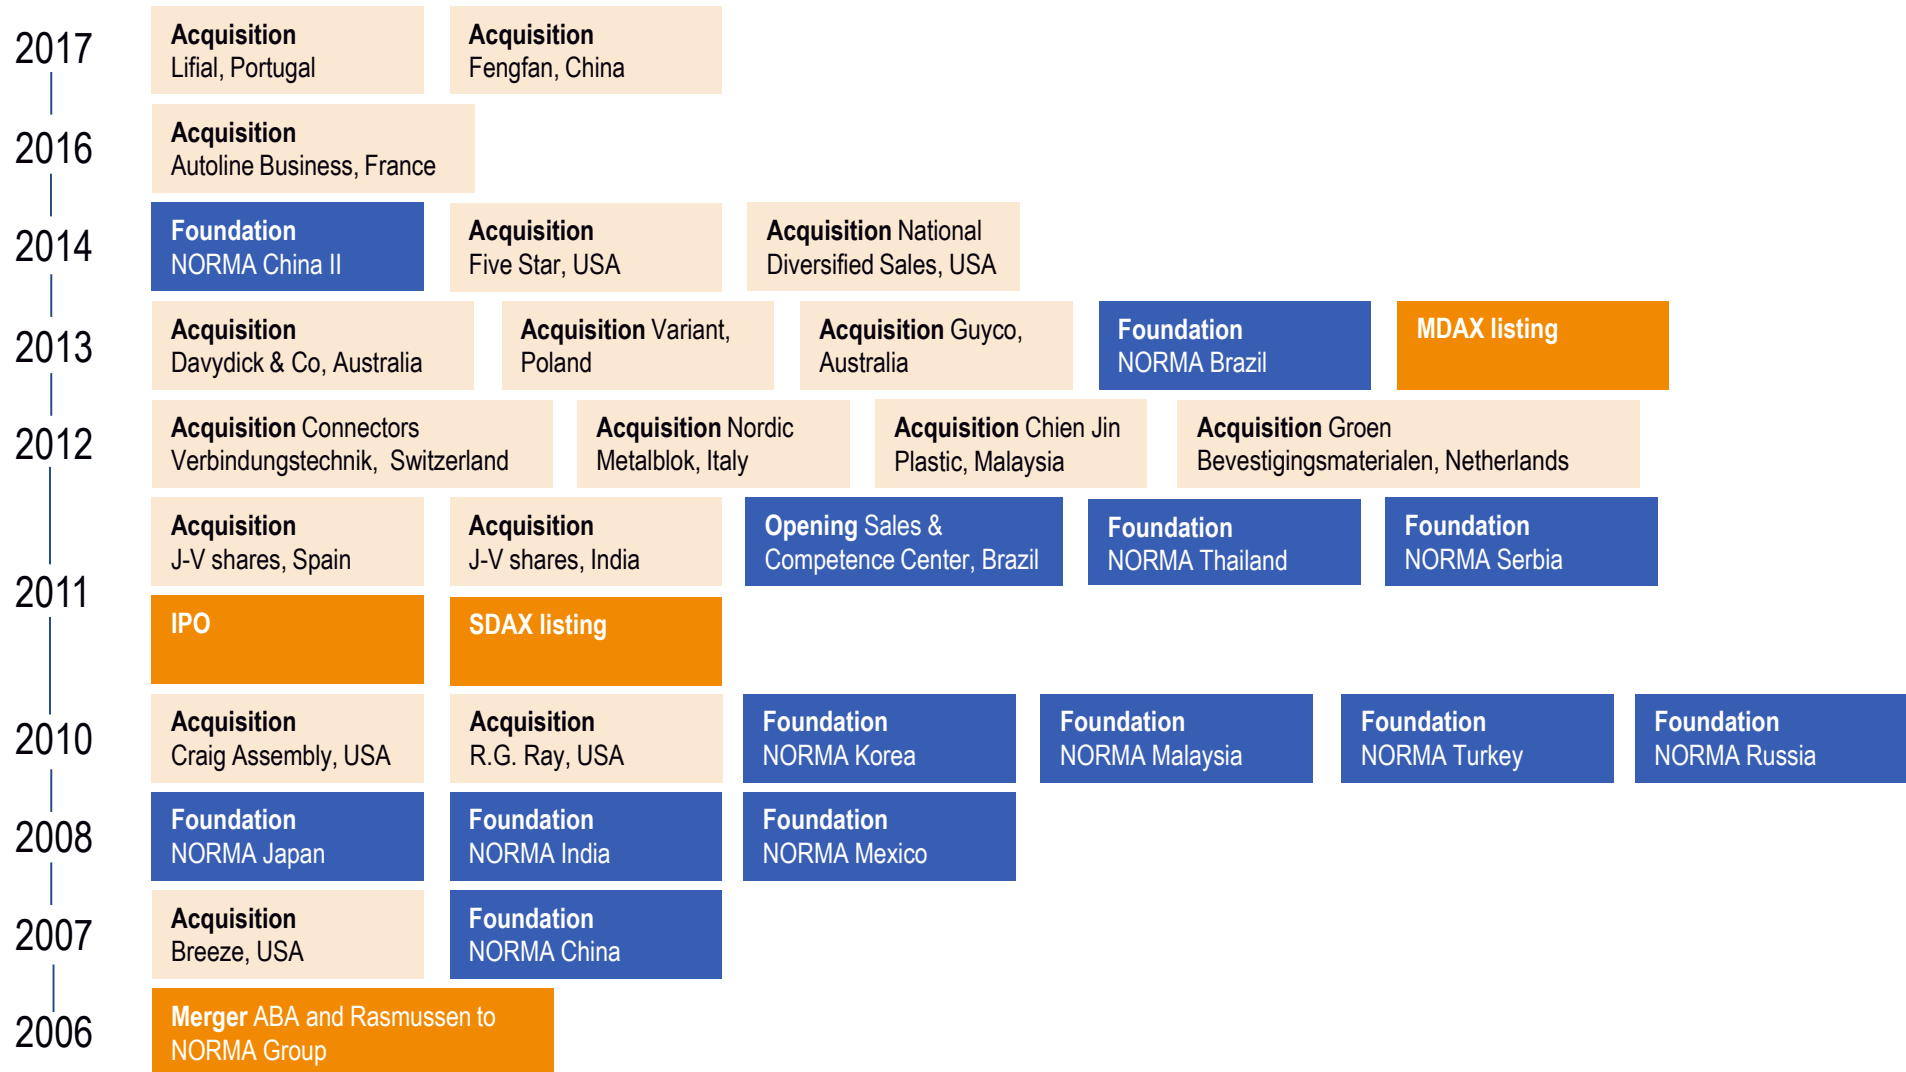 2017
Acquisition
Lifial, Portugal
Acquisition
Fengfan, China
2016
Acquisition
Autoline Business, France
2014
Foundation
NORMA China II
Acquisition
Five Star, USA
Acquisition National
Diversified Sales, USA
2013
Acquisition
Davydick & Co, Australia
Acquisition Variant,
Poland
Acquisition Guyco,
Australia
Foundation
NORMA Brazil
MDAX listing
2012
Acquisition Connectors
Verbindungstechnik, Switzerland
Acquisition Nordic
Metalblok, Italy
Acquisition Chien Jin
Plastic, Malaysia
Acquisition Groen
Bevestigingsmaterialen, Netherlands
2011
Acquisition
J-V shares, Spain
Acquisition
J-V shares, India
Opening Sales &
Competence Center, Brazil
Foundation
NORMA Thailand
Foundation
NORMA Serbia
IPO
SDAX listing
2010
Acquisition
Craig Assembly, USA
Acquisition
R.G. Ray, USA
Foundation
NORMA Korea
Foundation
NORMA Malaysia
Foundation
NORMA Turkey
Foundation
NORMA Russia
2008
Foundation
NORMA Japan
Foundation
NORMA India
Foundation
NORMA Mexico
2007
Acquisition
Breeze, USA
Foundation
NORMA China
2006
Merger ABA and Rasmussen to
NORMA Group